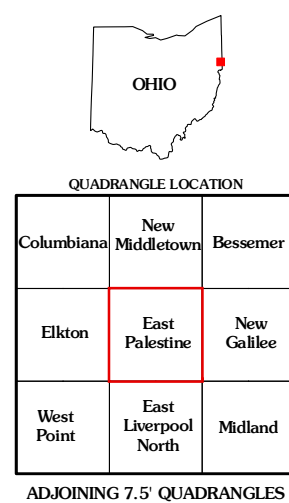 OHIO
QUADRANGLE LOCATION
Columbiana
New
Middletown
Bessemer
Elkton
East
Palestine
New
Galilee
West
Point
East
Liverpool
North
Midland
ADJOINING 7.5' QUADRANGLES